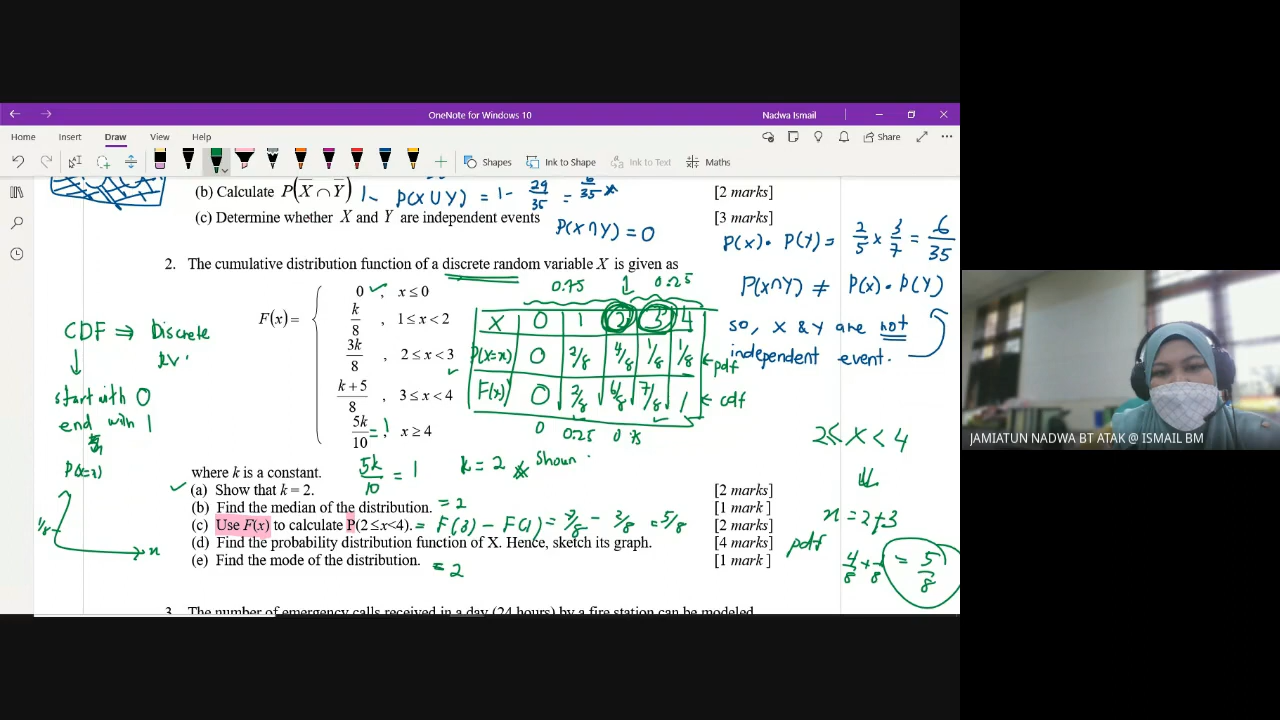 OneNote for Windows 10
Nadwa Ismail
Home Insert Draw View Help
Share
Shapes Ink to Shape Ink to Text Maths
(b) Calculate P(X̄ ∩ Ȳ) 1- P(X∪Y) = 1- 29/35 = 6/35 [2 marks]
(c) Determine whether X and Y are independent events [3 marks]
P(X∩Y) = 0
P(X)·P(Y) = 2/5 × 3/7 = 6/35
P(X∩Y) ≠ P(X)·P(Y)
so, X & Y are not
independent event.
2. The cumulative distribution function of a discrete random variable X is given as
0.75 0.25
F(x) =
0 , x ≤ 0
k/8 , 1 ≤ x < 2
3k/8 , 2 ≤ x < 3
k+5/8 , 3 ≤ x < 4
5k/10 = 1 , x ≥ 4
X 0 1 2 3 4
P(X=x) 0 2/8 4/8 1/8 1/8 ← pdf
F(x) 0 2/8 6/8 7/8 1 ← cdf
0 0.25
CDF ⇒ Discrete
start with 0
end with 1
where k is a constant.
5k/10 = 1 k = 2 Shown
(a) Show that k = 2. [2 marks]
(b) Find the median of the distribution. = 2 [1 mark ]
(c) Use F(x) to calculate P(2 ≤ x<4). = F(3) - F(1) = 7/8 - 2/8 = 5/8 [2 marks]
(d) Find the probability distribution function of X. Hence, sketch its graph. [4 marks]
(e) Find the mode of the distribution. = 2 [1 mark ]
2 ≤ X < 4
pdf
= 5/8
3. The number of emergency calls received in a day (24 hours) by a fire station can be modeled
JAMIATUN NADWA BT ATAK @ ISMAIL BM